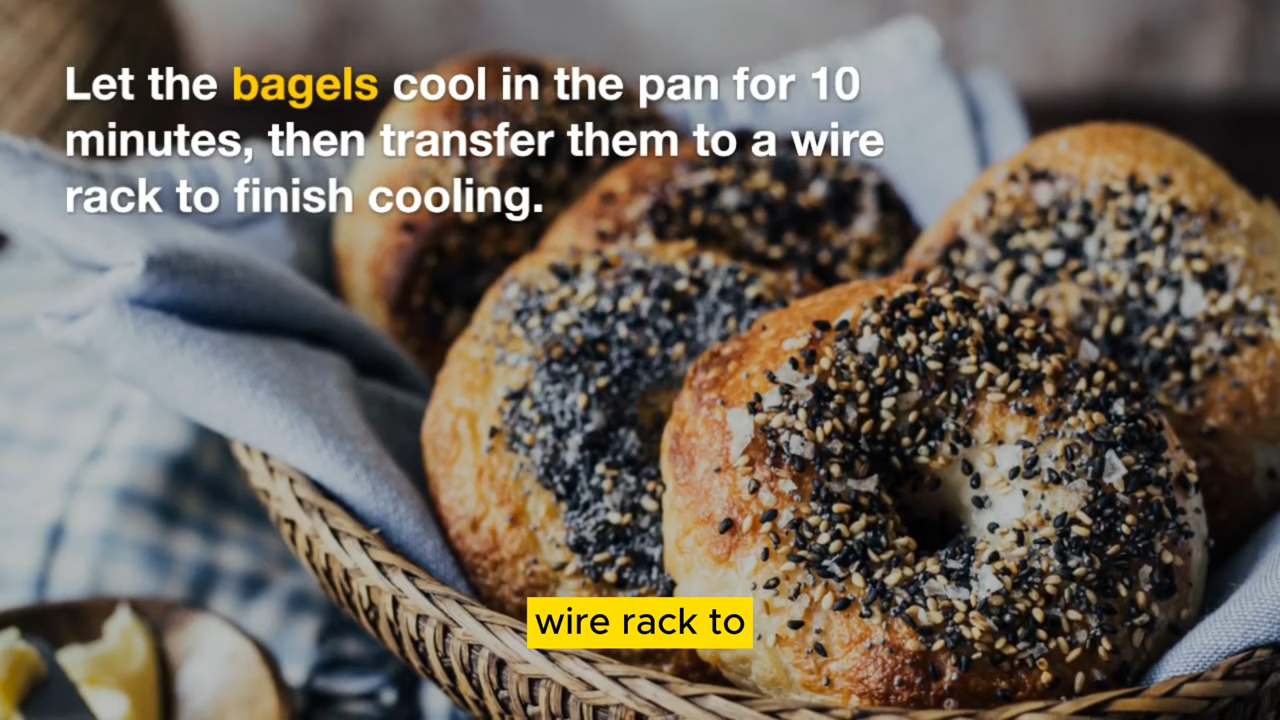 Let the bagels cool in the pan for 10
minutes, then transfer them to a wire
rack to finish cooling.
wire rack to